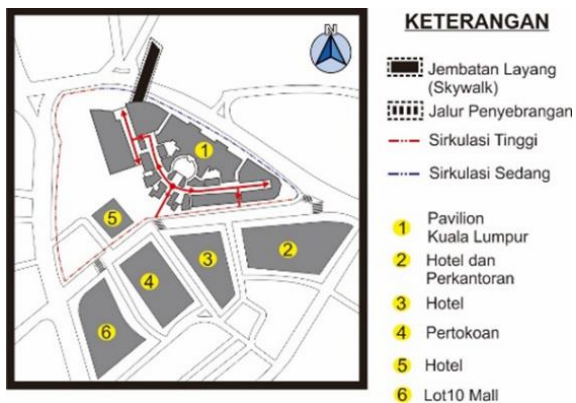 N
1
2
3
4
5
6
KETERANGAN
Jembatan Layang
(Skywalk)
Jalur Penyebrangan
Sirkulasi Tinggi
Sirkulasi Sedang
1 Pavilion
Kuala Lumpur
2 Hotel dan
Perkantoran
3 Hotel
4 Pertokoan
5 Hotel
6 Lot10 Mall